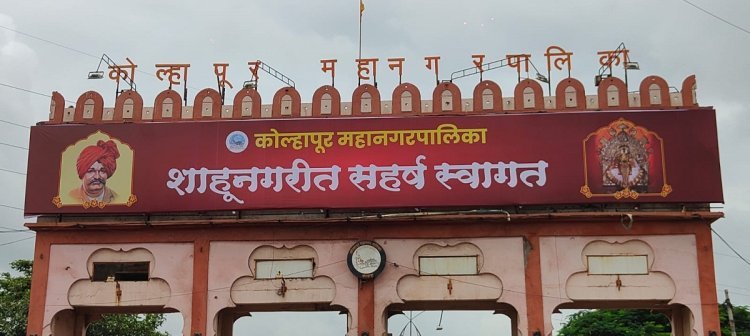 कोल्हापूर महानगरपालिका
कोल्हापूर महानगरपालिका
शाहूनगरीत सहर्ष स्वागत